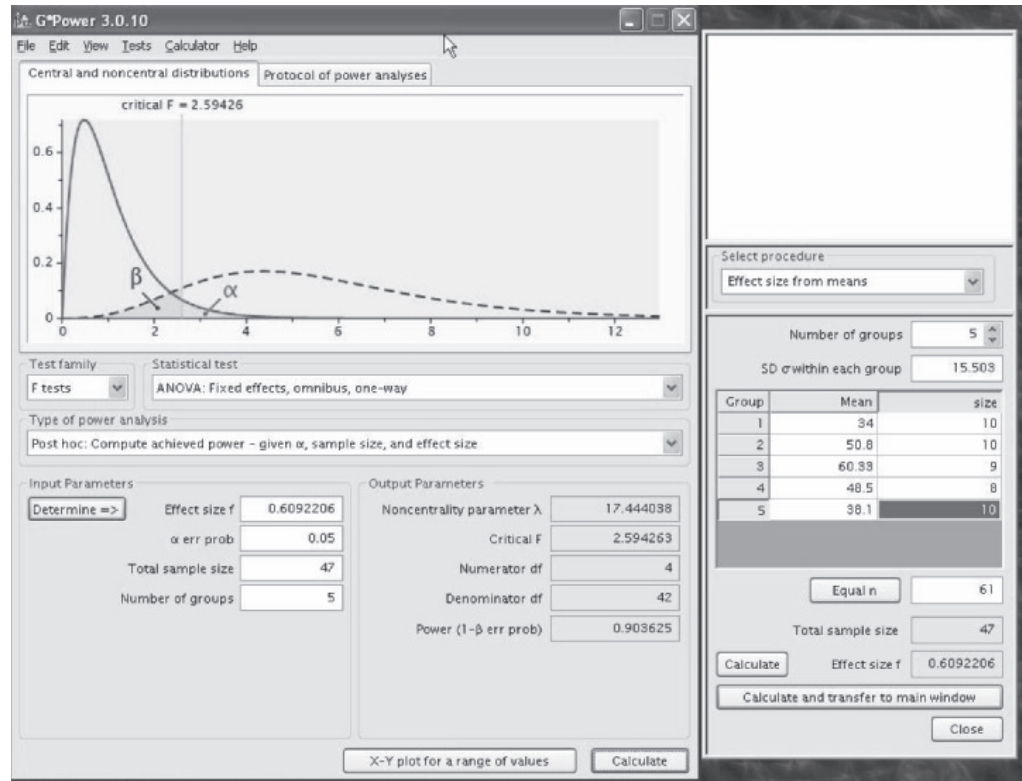 G*Power 3.0.10
File Edit View Tests Calculator Help
Central and noncentral distributions Protocol of power analyses
critical F = 2.59426
0.6
0.4
0.2
0
β
α
0 2 4 6 8 10 12
Test family Statistical test
F tests ANOVA: Fixed effects, omnibus, one-way
Type of power analysis
Post hoc: Compute achieved power – given α, sample size, and effect size
Input Parameters
Determine => Effect size f 0.6092206
α err prob 0.05
Total sample size 47
Number of groups 5
Output Parameters
Noncentrality parameter λ 17.444038
Critical F 2.594263
Numerator df 4
Denominator df 42
Power (1-β err prob) 0.903625
X-Y plot for a range of values Calculate
Select procedure
Effect size from means
Number of groups 5
SD σ within each group 15.503
Group Mean size
1 34 10
2 50.8 10
3 60.33 9
4 48.5 8
5 38.1 10
Equal n 61
Total sample size 47
Calculate Effect size f 0.6092206
Calculate and transfer to main window
Close